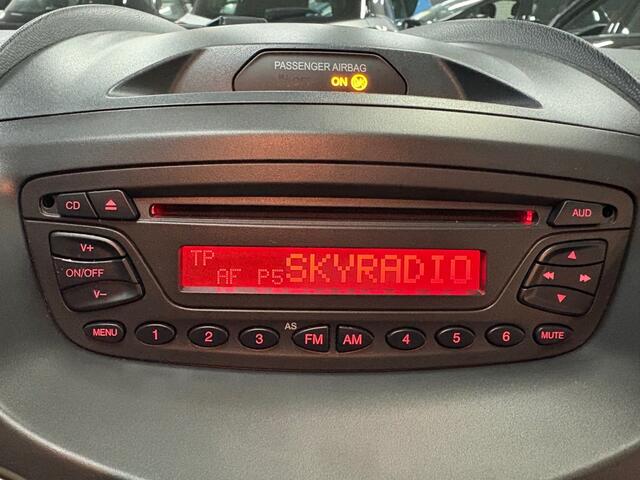 PASSENGER AIRBAG
ON
CD
AUD
V+
ON/OFF
V-
TP
AF P5 SKYRADIO
MENU 1 2 3 AS FM AM 4 5 6 MUTE